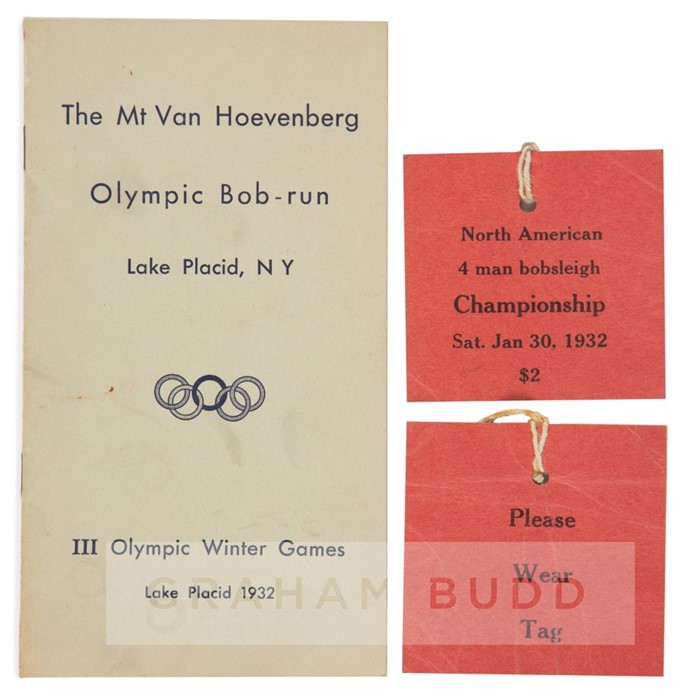 The Mt Van Hoevenberg
Olympic Bob-run
Lake Placid, N Y
III Olympic Winter Games
Lake Placid 1932
North American
4 man bobsleigh
Championship
Sat. Jan 30, 1932
$2
Please
Wear
Tag
GRAHAM BUDD